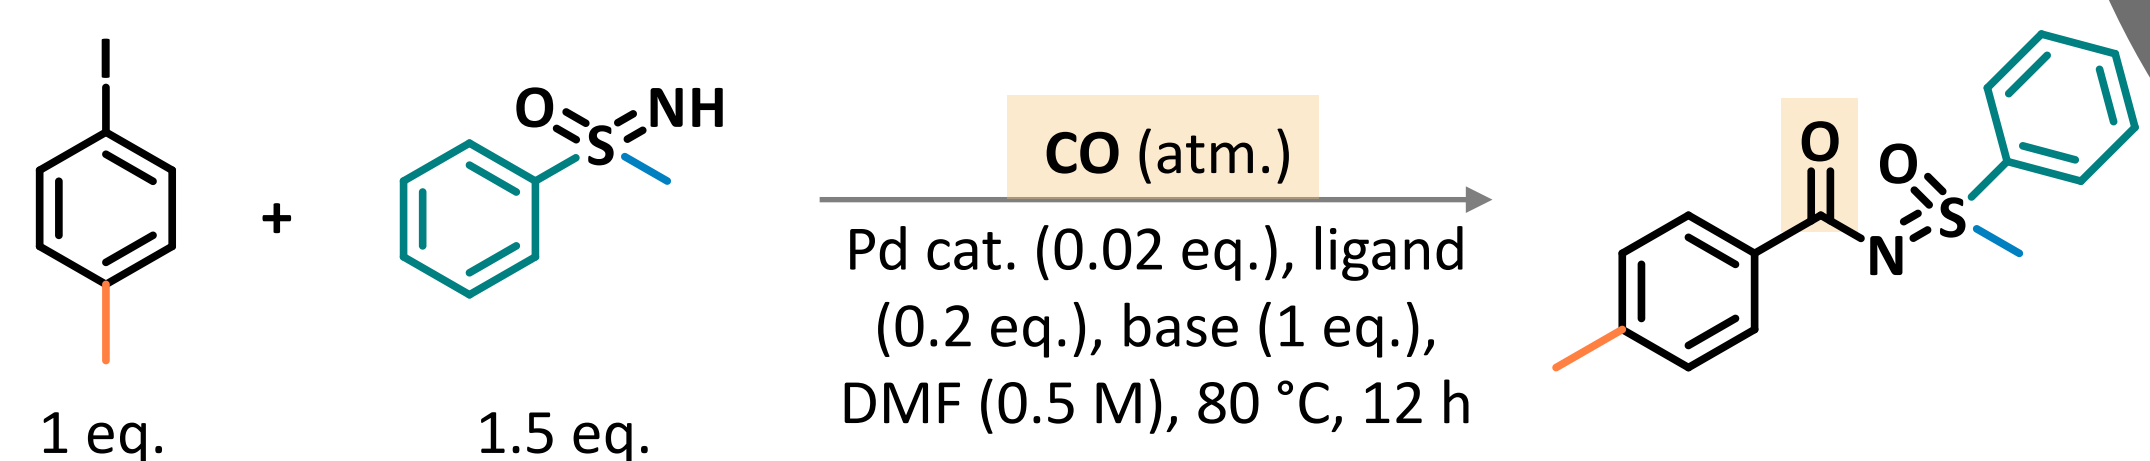 I
O
S
NH
+
CO (atm.)
Pd cat. (0.02 eq.), ligand
(0.2 eq.), base (1 eq.),
DMF (0.5 M), 80 °C, 12 h
O
O
S
N
1 eq.
1.5 eq.